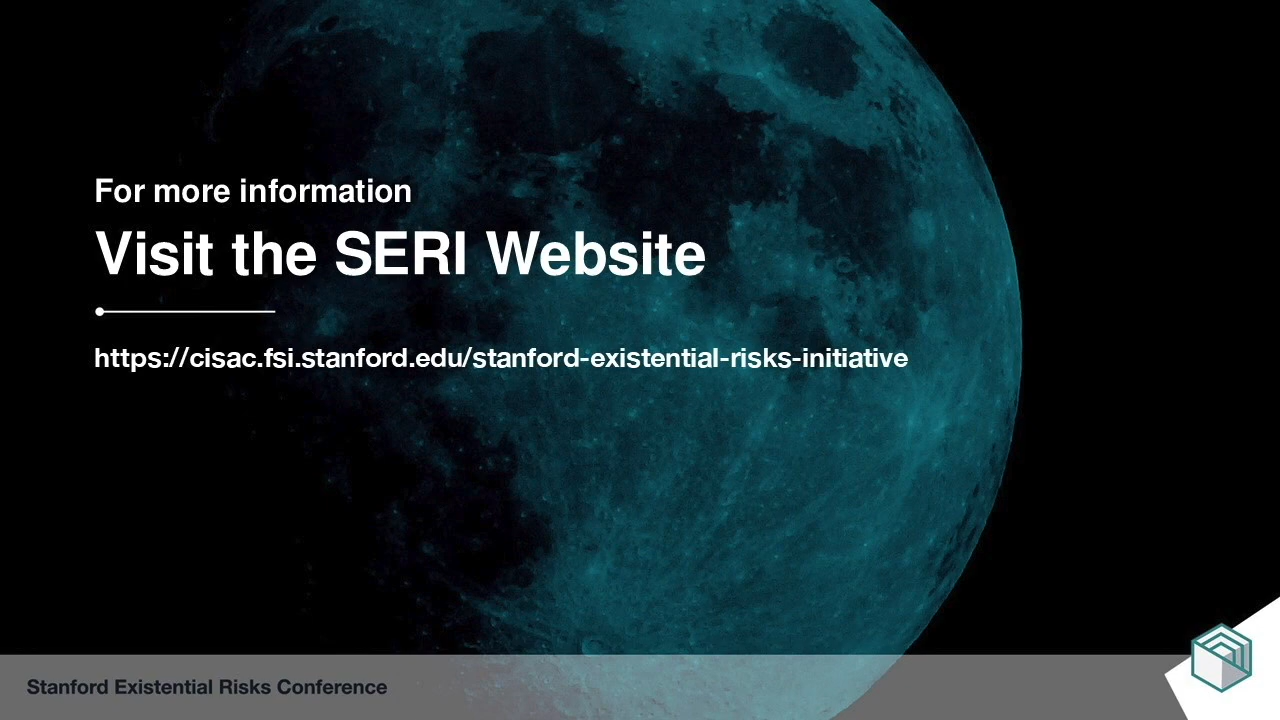 For more information
Visit the SERI Website
https://cisac.fsi.stanford.edu/stanford-existential-risks-initiative
Stanford Existential Risks Conference